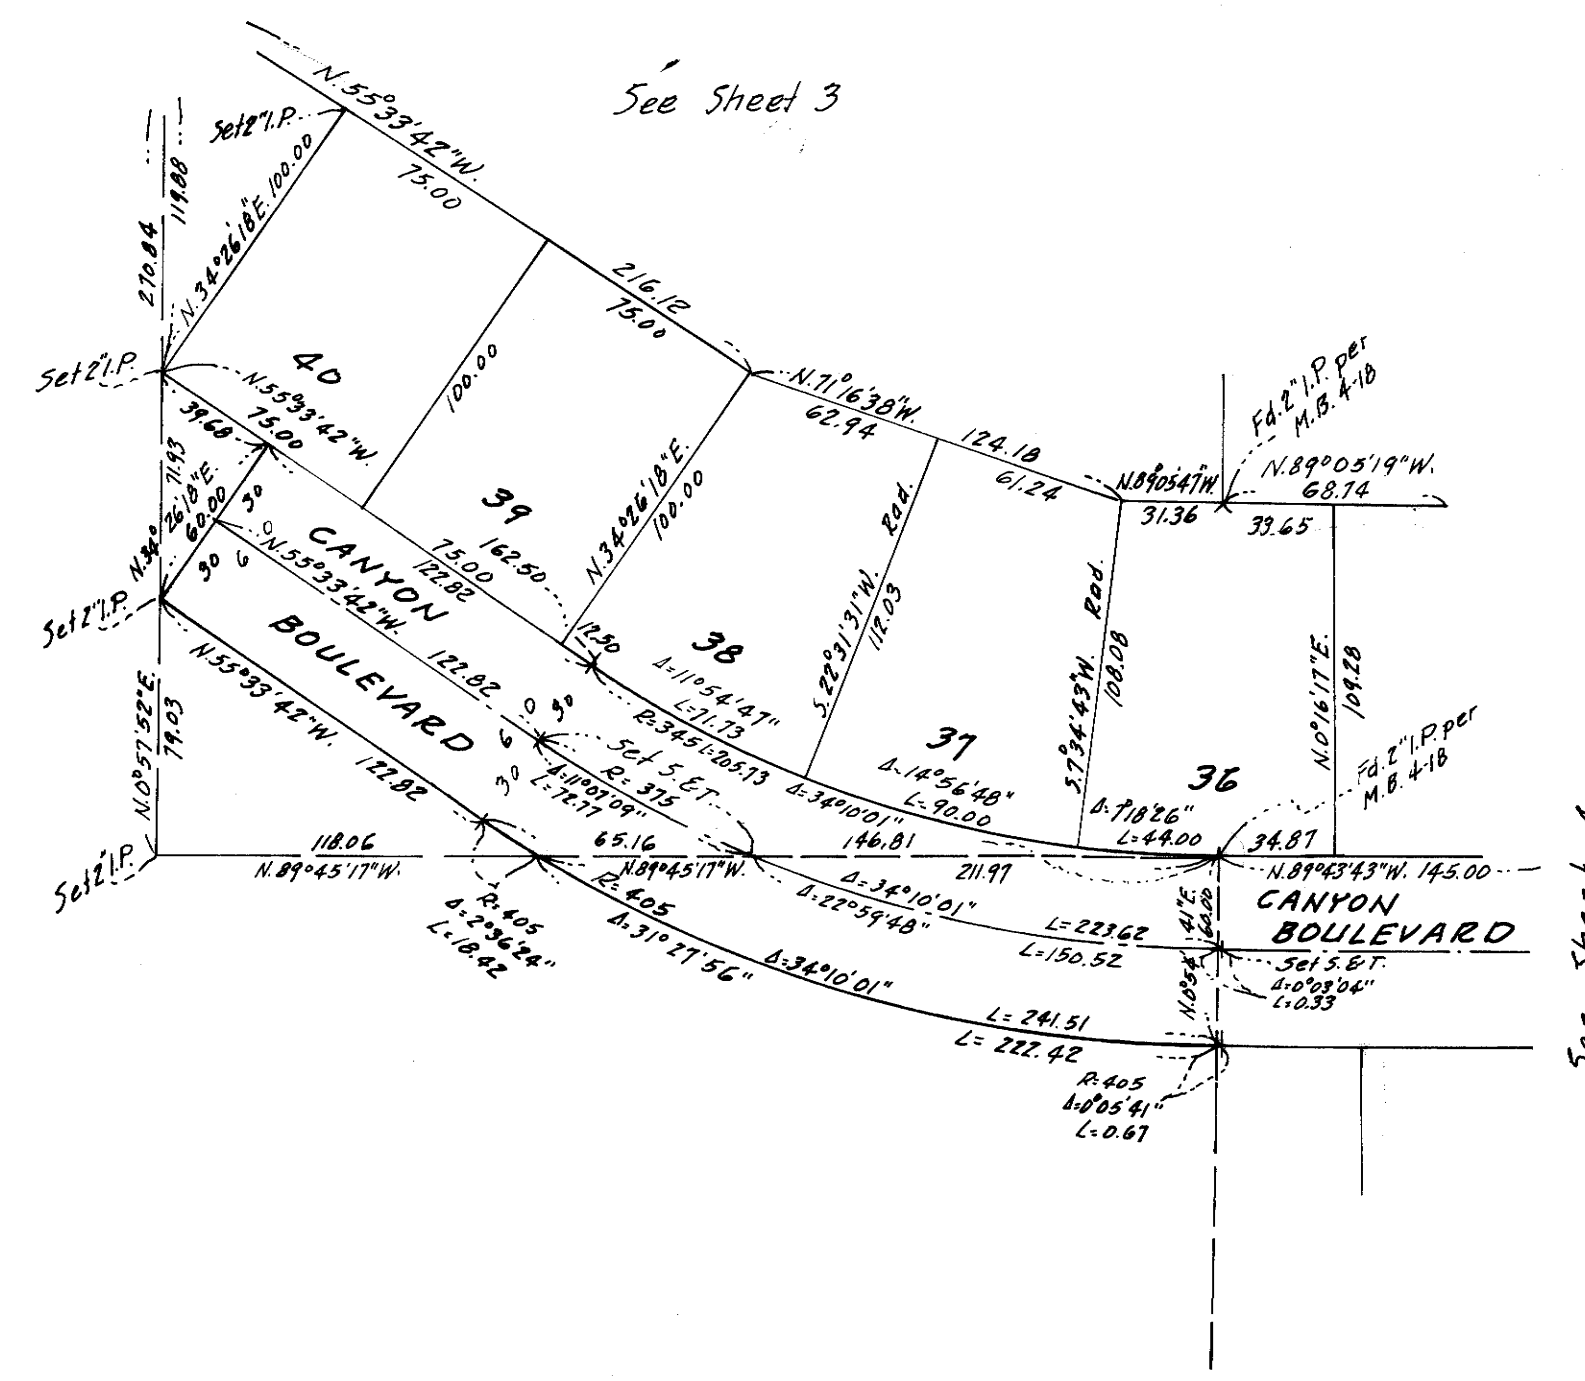 See Sheet 3
N.55°33'42"W.
75.00
Set 2" I.P.
N.34°26'18"E. 100.00
119.88
270.84
216.12
75.00
100.00
Set 2" I.P.
40
N.55°33'42"W.
75.00
39.68
71.93
N.34°26'18"E.
60.00
30
30
60
N.71°16'38"W.
62.94
124.18
61.24
Fd. 2" I.P. per
M.B. 4-18
N.89°05'47"W.
31.36
N.89°05'19"W.
68.74
33.65
39
162.50
75.00
122.82
N.34°26'18"E.
100.00
S.22°31'31"W. Rad.
112.03
S.7°34'43"W. Rad.
108.08
N.0°16'17"E.
109.28
CANYON
BOULEVARD
N.55°33'42"W.
122.82
Set 2" I.P.
N.0°57'52"E.
79.03
N.55°33'42"W.
122.82
12.50
38
Δ=11°54'47"
L=71.73
R=345 L=205.73
Δ=34°10'01"
60
30
30
Set S.&T.
R=375
Δ=11°07'09"
L=72.77
37
Δ=14°56'48"
L=90.00
36
Δ=7°18'26"
L=44.00
Fd. 2" I.P. per
M.B. 4-18
34.87
Set 2" I.P.
118.06
N.89°45'17"W.
65.16
N.89°45'17"W.
146.81
211.97
N.89°43'43"W. 145.00
CANYON
BOULEVARD
R=405
Δ=2°36'24"
L=18.42
R=405
Δ=31°27'56"
Δ=34°10'01"
Δ=22°59'48"
Δ=34°10'01"
L=223.62
L=150.52
60.00
Set S.&T.
Δ=0°03'04"
L=0.33
L=241.51
L=222.42
R=405
Δ=0°05'41"
L=0.67